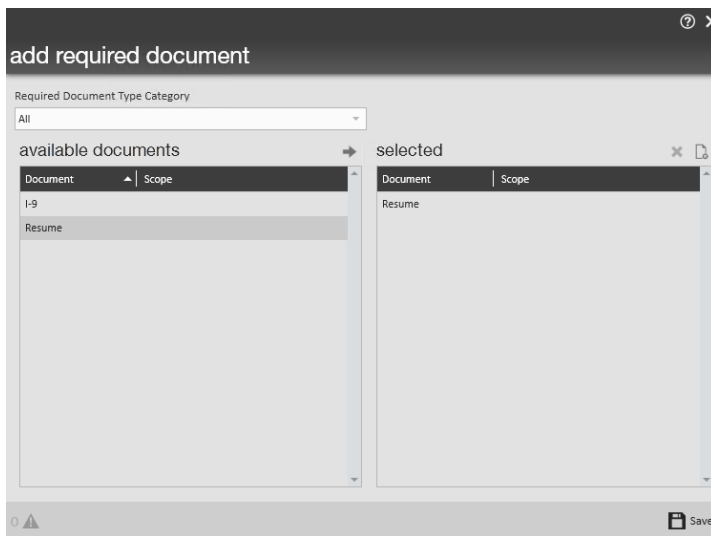 add required document
Required Document Type Category
All
available documents
Document Scope
I-9
Resume
selected
Document Scope
Resume
0
Save